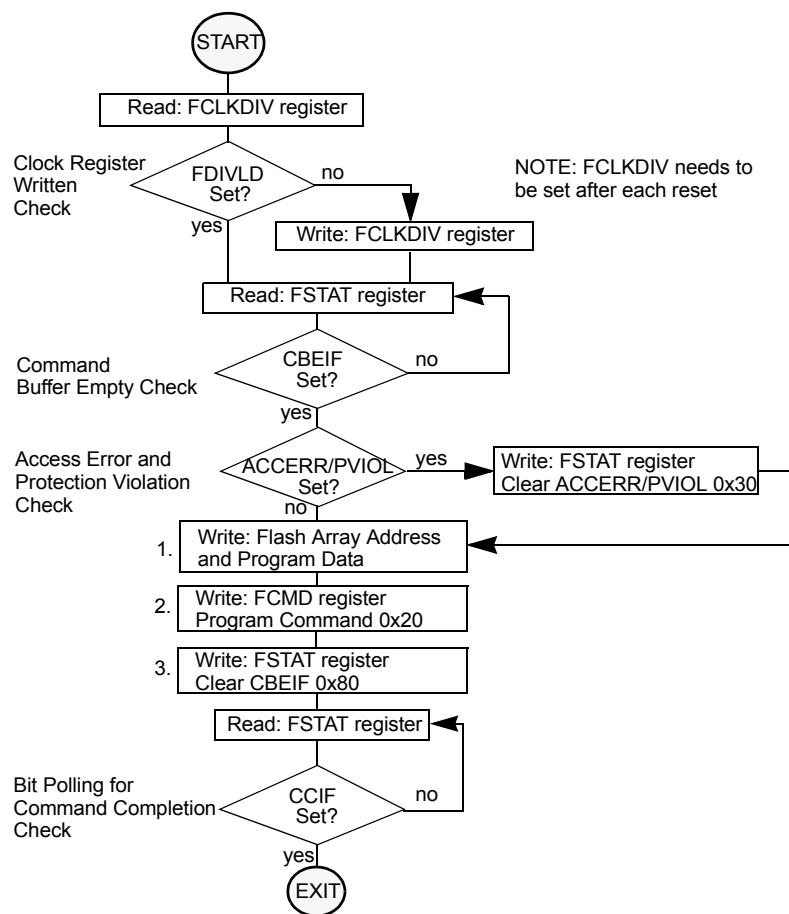 START
Read: FCLKDIV register
Clock Register
Written
Check
FDIVLD
Set?
no
yes
NOTE: FCLKDIV needs to
be set after each reset
Write: FCLKDIV register
Read: FSTAT register
Command
Buffer Empty Check
CBEIF
Set?
no
yes
Access Error and
Protection Violation
Check
ACCERR/PVIOL
Set?
yes
no
Write: FSTAT register
Clear ACCERR/PVIOL 0x30
1.
Write: Flash Array Address
and Program Data
2.
Write: FCMD register
Program Command 0x20
3.
Write: FSTAT register
Clear CBEIF 0x80
Read: FSTAT register
Bit Polling for
Command Completion
Check
CCIF
Set?
no
yes
EXIT